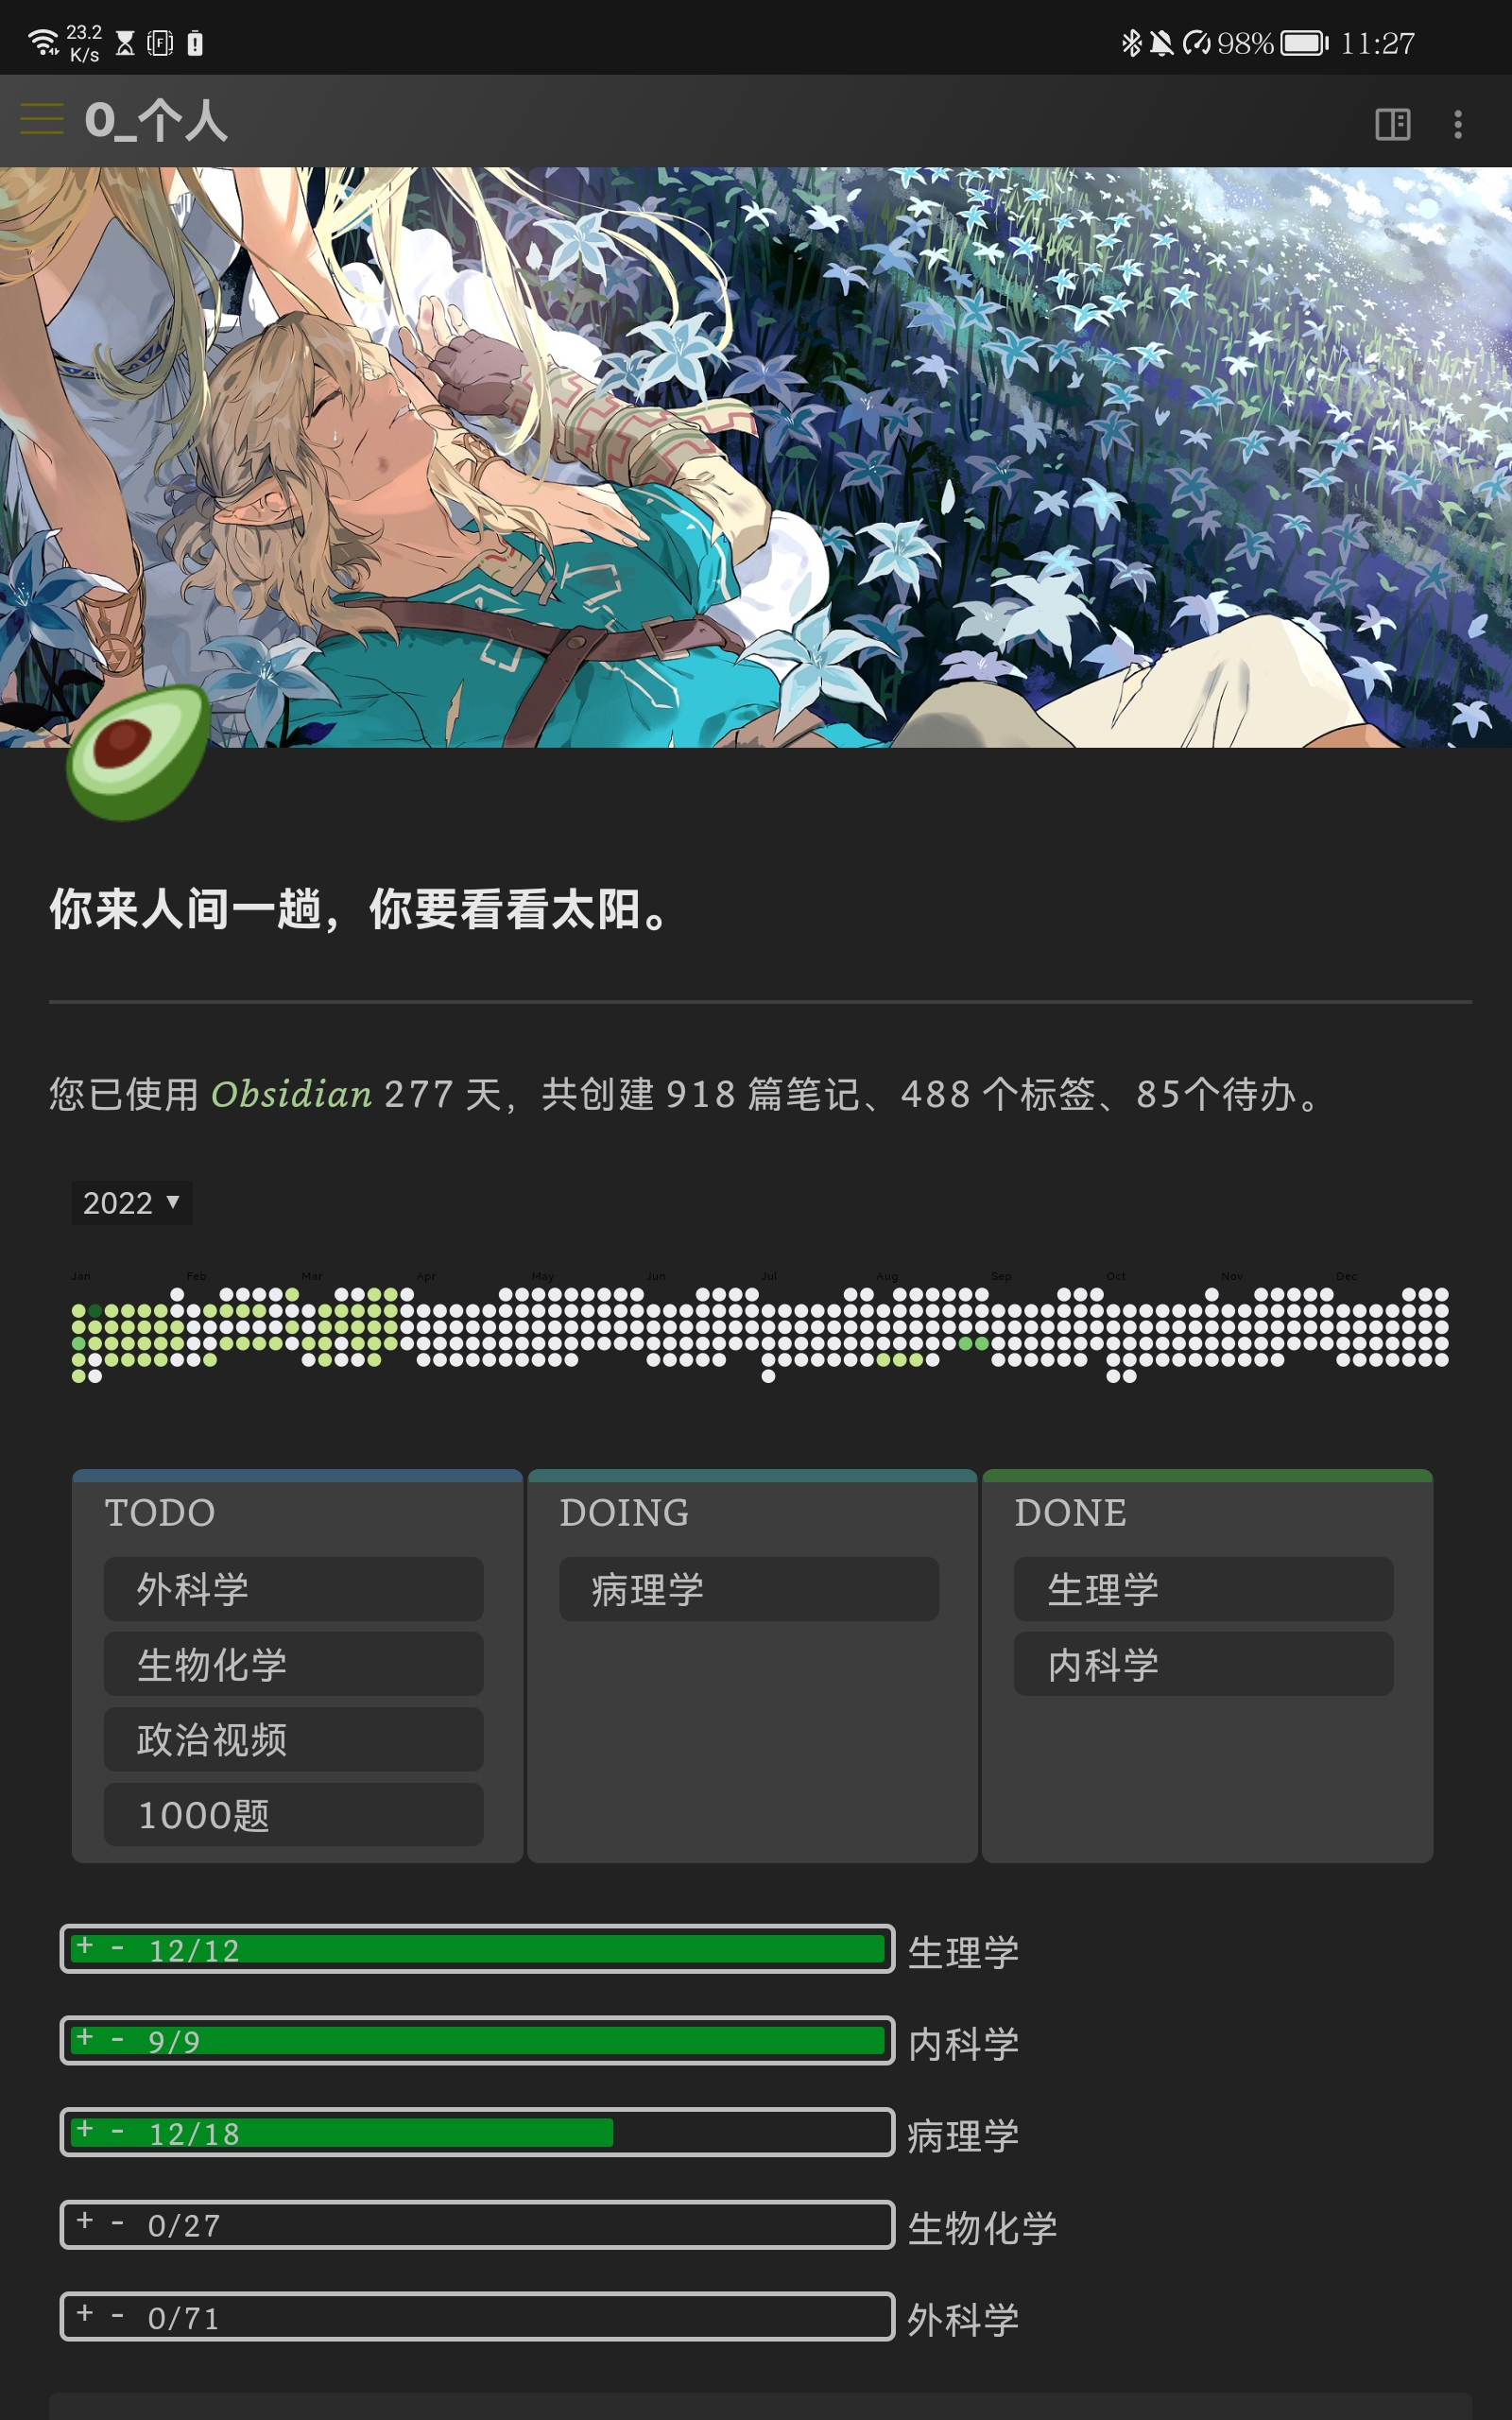 23.2
K/s
98% 11:27
0_个人
你来人间一趟，你要看看太阳。
您已使用 Obsidian 277 天，共创建 918 篇笔记、488 个标签、85个待办。
2022 ▼
Jan Feb Mar Apr May Jun Jul Aug Sep Oct Nov Dec
TODO
外科学
生物化学
政治视频
1000题
DOING
病理学
DONE
生理学
内科学
+ - 12/12 生理学
+ - 9/9 内科学
+ - 12/18 病理学
+ - 0/27 生物化学
+ - 0/71 外科学